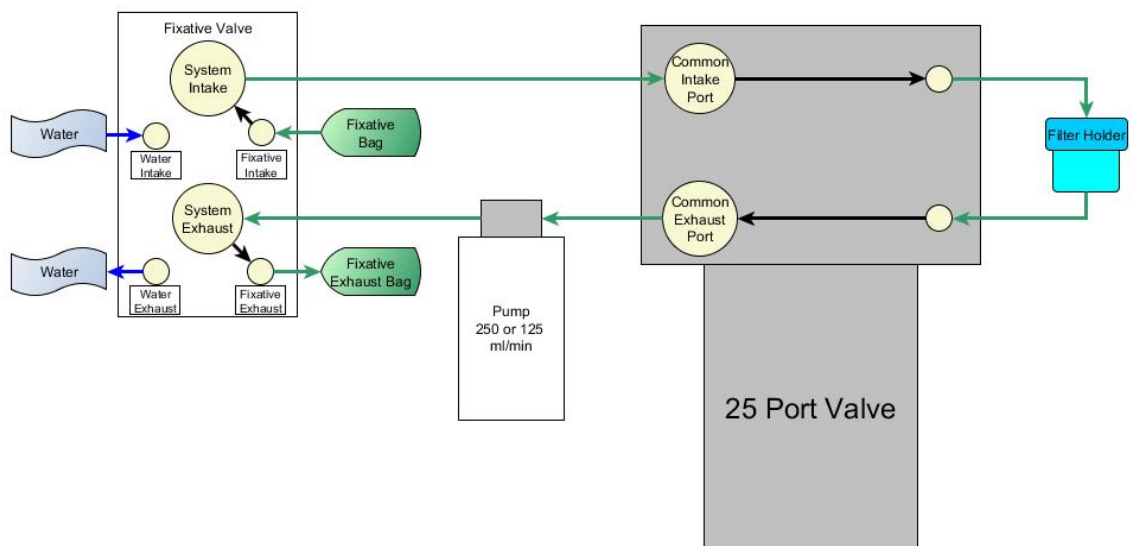 Fixative Valve
System
Intake
Common
Intake
Port
Water
Fixative
Bag
Filter Holder
Water
Intake
Fixative
Intake
System
Exhaust
Common
Exhaust
Port
Water
Fixative
Exhaust Bag
Water
Exhaust
Fixative
Exhaust
Pump
250 or 125
ml/min
25 Port Valve